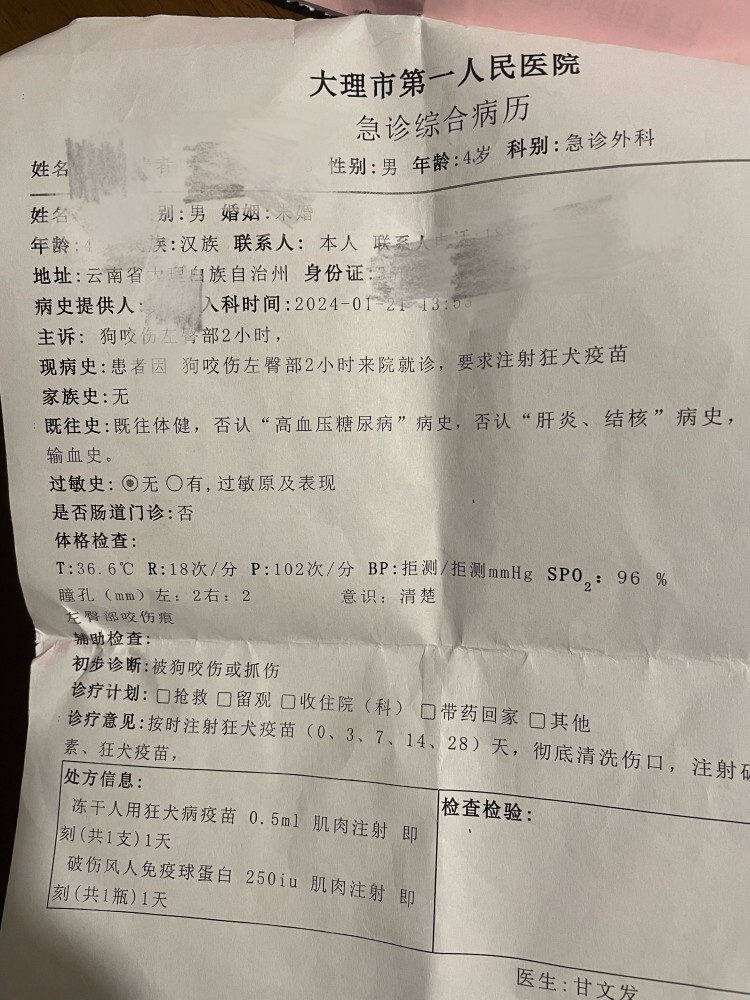 大理市第一人民医院
急诊综合病历
姓名 性别:男 年龄:4岁 科别:急诊外科
姓名 别:男 婚姻:未婚
年龄:4 族:汉族 联系人: 本人 联系人
地址:云南省大理白族自治州 身份证:
病史提供人: 入科时间:2024-01-21 13:
主诉: 狗咬伤左臀部2小时,
现病史:患者因 狗咬伤左臀部2小时来院就诊, 要求注射狂犬疫苗
家族史:无
既往史:既往体健, 否认“高血压糖尿病”病史, 否认“肝炎、结核”病史,
输血史。
过敏史:◉无 〇有, 过敏原及表现
是否肠道门诊:否
体格检查:
T:36.6℃ R:18次/分 P:102次/分 BP:拒测/拒测mmHg SPO₂: 96 %
瞳孔(mm)左: 2右: 2 意识: 清楚
左臀部咬伤痕
辅助检查:
初步诊断:被狗咬伤或抓伤
诊疗计划:□抢救 □留观 □收住院(科) □带药回家 □其他
诊疗意见:按时注射狂犬疫苗(0、3、7、14、28)天, 彻底清洗伤口, 注射破
素、狂犬疫苗,
处方信息:
冻干人用狂犬病疫苗 0.5ml 肌肉注射 即
刻(共1支)1天
破伤风人免疫球蛋白 250iu 肌肉注射 即
刻(共1瓶)1天
检查检验:
医生:甘文发